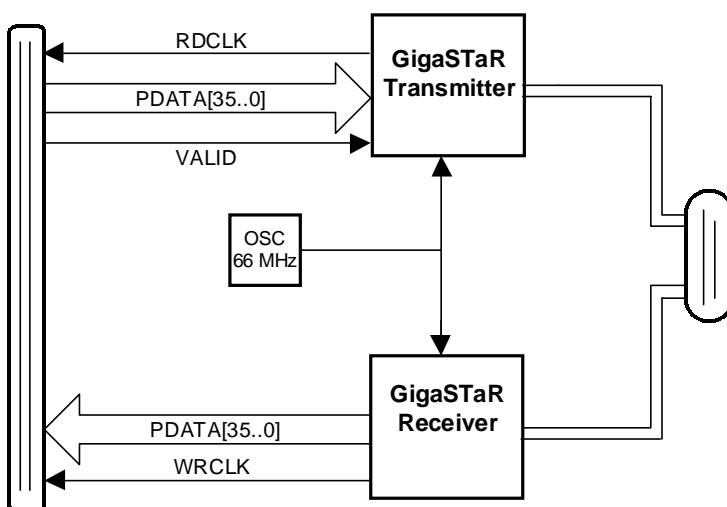 RDCLK
GigaSTaR
Transmitter
PDATA[35..0]
VALID
OSC
66 MHz
GigaSTaR
Receiver
PDATA[35..0]
WRCLK